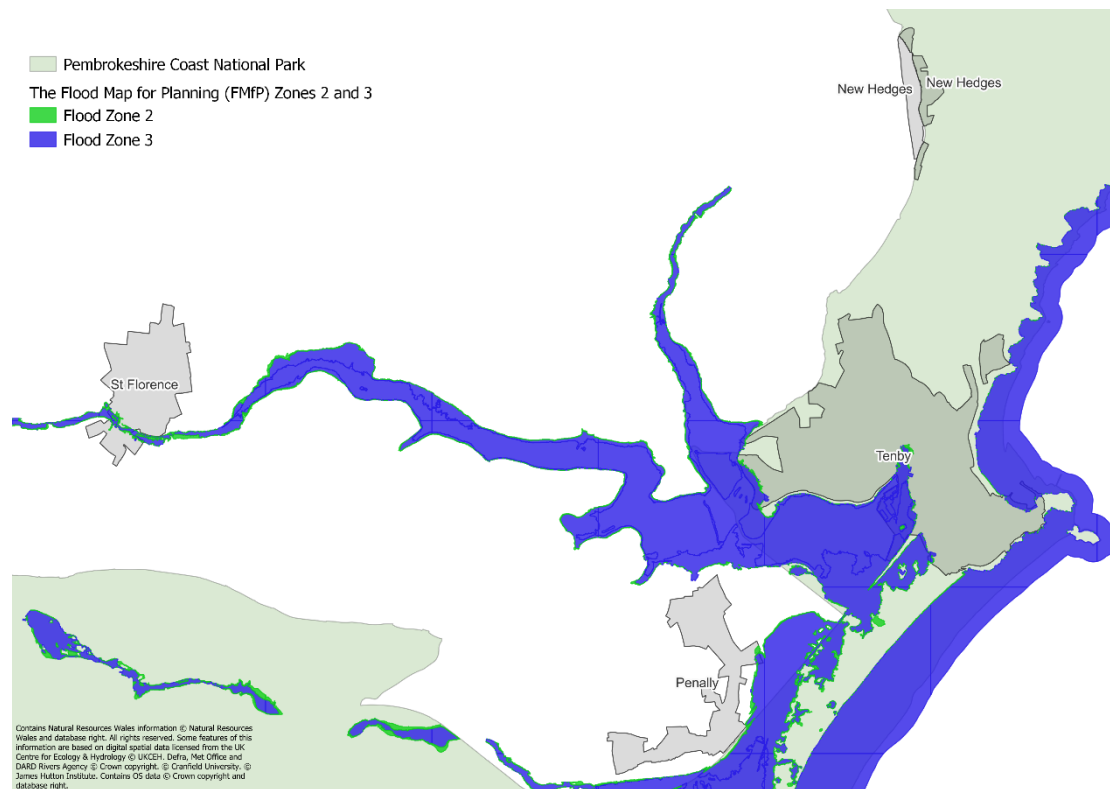 Pembrokeshire Coast National Park
The Flood Map for Planning (FMfP) Zones 2 and 3
Flood Zone 2
Flood Zone 3
New Hedges
New Hedges
St Florence
Tenby
Penally
Contains Natural Resources Wales information © Natural Resources
Wales and database right. All rights reserved. Some features of this
information are based on digital spatial data licensed from the UK
Centre for Ecology & Hydrology © UKCEH. Defra, Met Office and
DARD Rivers Agency © Crown copyright. © Cranfield University. ©
James Hutton Institute. Contains OS data © Crown copyright and
database right.